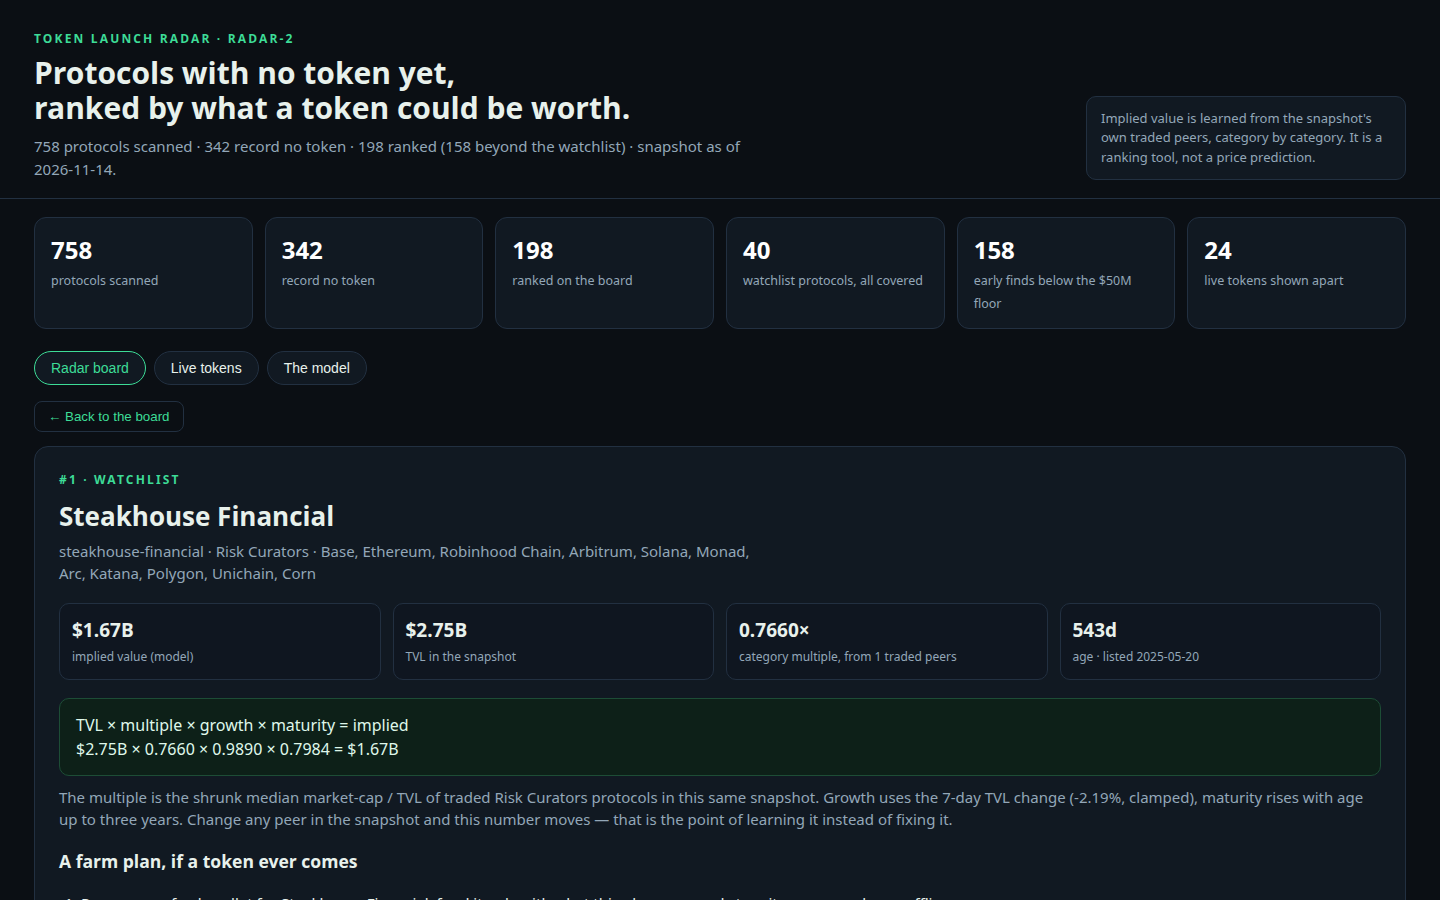 TOKEN LAUNCH RADAR · RADAR-2
Protocols with no token yet,
ranked by what a token could be worth.
758 protocols scanned · 342 record no token · 198 ranked (158 beyond the watchlist) · snapshot as of
2026-11-14.
Implied value is learned from the snapshot's
own traded peers, category by category. It is a
ranking tool, not a price prediction.
758
protocols scanned
342
record no token
198
ranked on the board
40
watchlist protocols, all covered
158
early finds below the $50M
floor
24
live tokens shown apart
Radar board
Live tokens
The model
← Back to the board
#1 · WATCHLIST
Steakhouse Financial
steakhouse-financial · Risk Curators · Base, Ethereum, Robinhood Chain, Arbitrum, Solana, Monad,
Arc, Katana, Polygon, Unichain, Corn
$1.67B
implied value (model)
$2.75B
TVL in the snapshot
0.7660×
category multiple, from 1 traded peers
543d
age · listed 2025-05-20
TVL × multiple × growth × maturity = implied
$2.75B × 0.7660 × 0.9890 × 0.7984 = $1.67B
The multiple is the shrunk median market-cap / TVL of traded Risk Curators protocols in this same snapshot. Growth uses the 7-day TVL change (-2.19%, clamped), maturity rises with age
up to three years. Change any peer in the snapshot and this number moves — that is the point of learning it instead of fixing it.
A farm plan, if a token ever comes